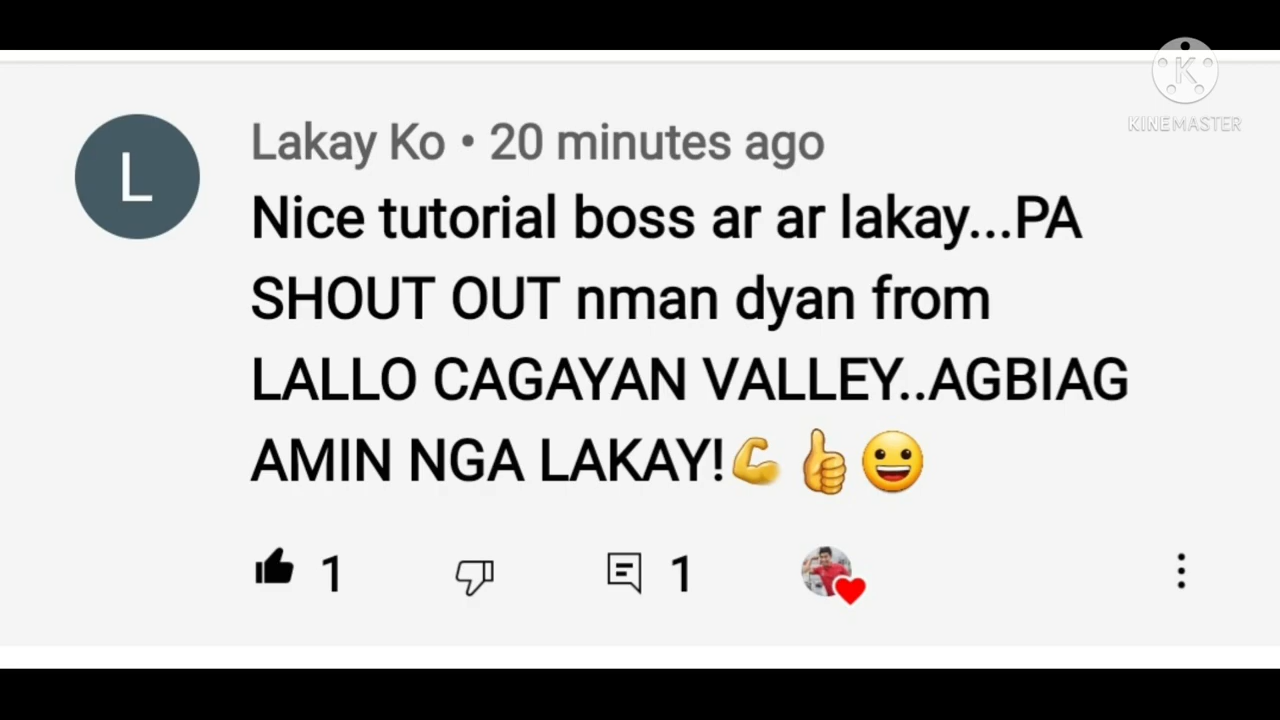 K
KINEMASTER
L
Lakay Ko • 20 minutes ago
Nice tutorial boss ar ar lakay...PA
SHOUT OUT nman dyan from
LALLO CAGAYAN VALLEY..AGBIAG
AMIN NGA LAKAY!💪👍😀
1
1